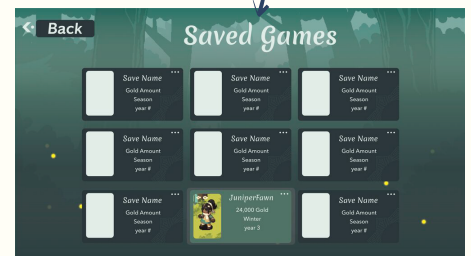 Back
Saved Games
Save Name
Gold Amount
Season
year #
Save Name
Gold Amount
Season
year #
Save Name
Gold Amount
Season
year #
Save Name
Gold Amount
Season
year #
Save Name
Gold Amount
Season
year #
Save Name
Gold Amount
Season
year #
Save Name
Gold Amount
Season
year #
JuniperFawn
24,000 Gold
Winter
year 3
Save Name
Gold Amount
Season
year #